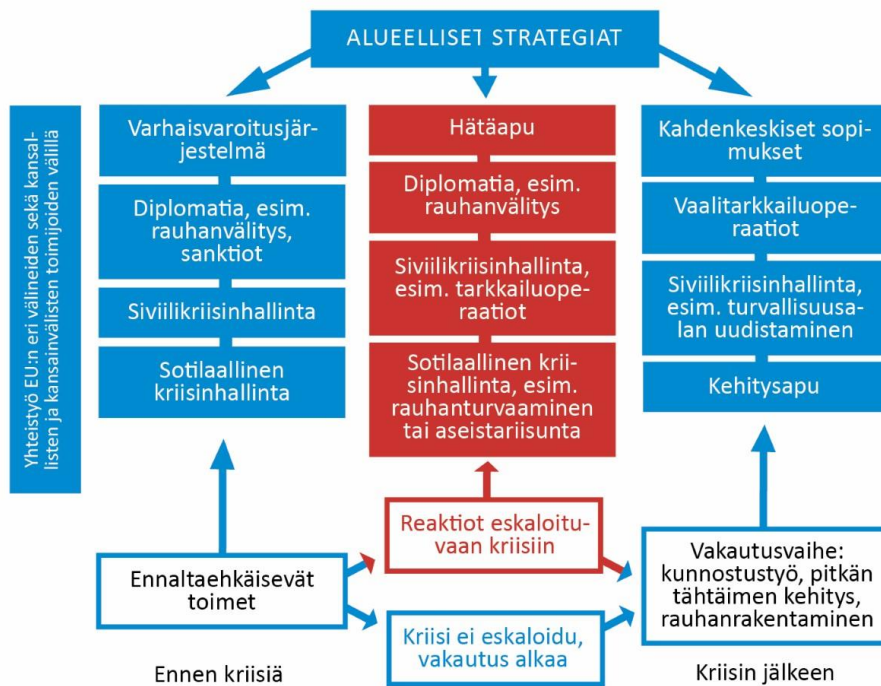 ALUEELLISET STRATEGIAT
Yhteistyö EU:n eri välineiden sekä kansal-
listen ja kansainvälisten toimijoiden välillä
Varhaisvaroitusjär-
jestelmä
Diplomatia, esim.
rauhanvälitys,
sanktiot
Siviilikriisinhallinta
Sotilaallinen
kriisinhallinta
Hätäapu
Diplomatia, esim.
rauhanvälitys
Siviilikriisinhallinta,
esim. tarkkailuope-
raatiot
Sotilaallinen krii-
sinhallinta, esim.
rauhanturvaaminen
tai aseistariisunta
Kahdenkeskiset sopi-
mukset
Vaalitarkkailuope-
raatiot
Siviilikriisinhallinta,
esim. turvallisuusa-
lan uudistaminen
Kehitysapu
Ennaltaehkäisevät
toimet
Reaktiot eskaloitu-
vaan kriisiin
Kriisi ei eskaloidu,
vakautus alkaa
Vakautusvaihe:
kunnostustyö, pitkän
tähtäimen kehitys,
rauhanrakentaminen
Ennen kriisiä
Kriisin jälkeen